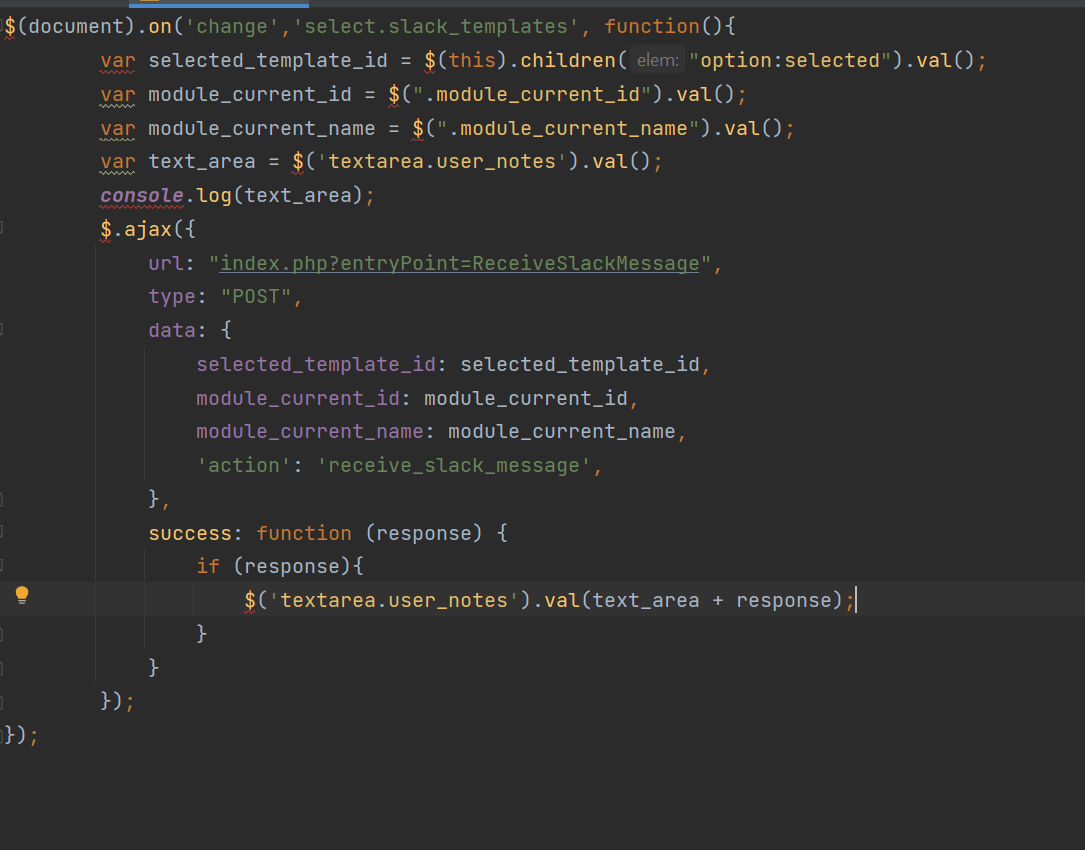 $(document).on('change','select.slack_templates', function(){
var selected_template_id = $(this).children( elem: "option:selected").val();
var module_current_id = $(".module_current_id").val();
var module_current_name = $(".module_current_name").val();
var text_area = $('textarea.user_notes').val();
console.log(text_area);
$.ajax({
url: "index.php?entryPoint=ReceiveSlackMessage",
type: "POST",
data: {
selected_template_id: selected_template_id,
module_current_id: module_current_id,
module_current_name: module_current_name,
'action': 'receive_slack_message',
},
success: function (response) {
if (response){
$('textarea.user_notes').val(text_area + response);
}
}
});
});